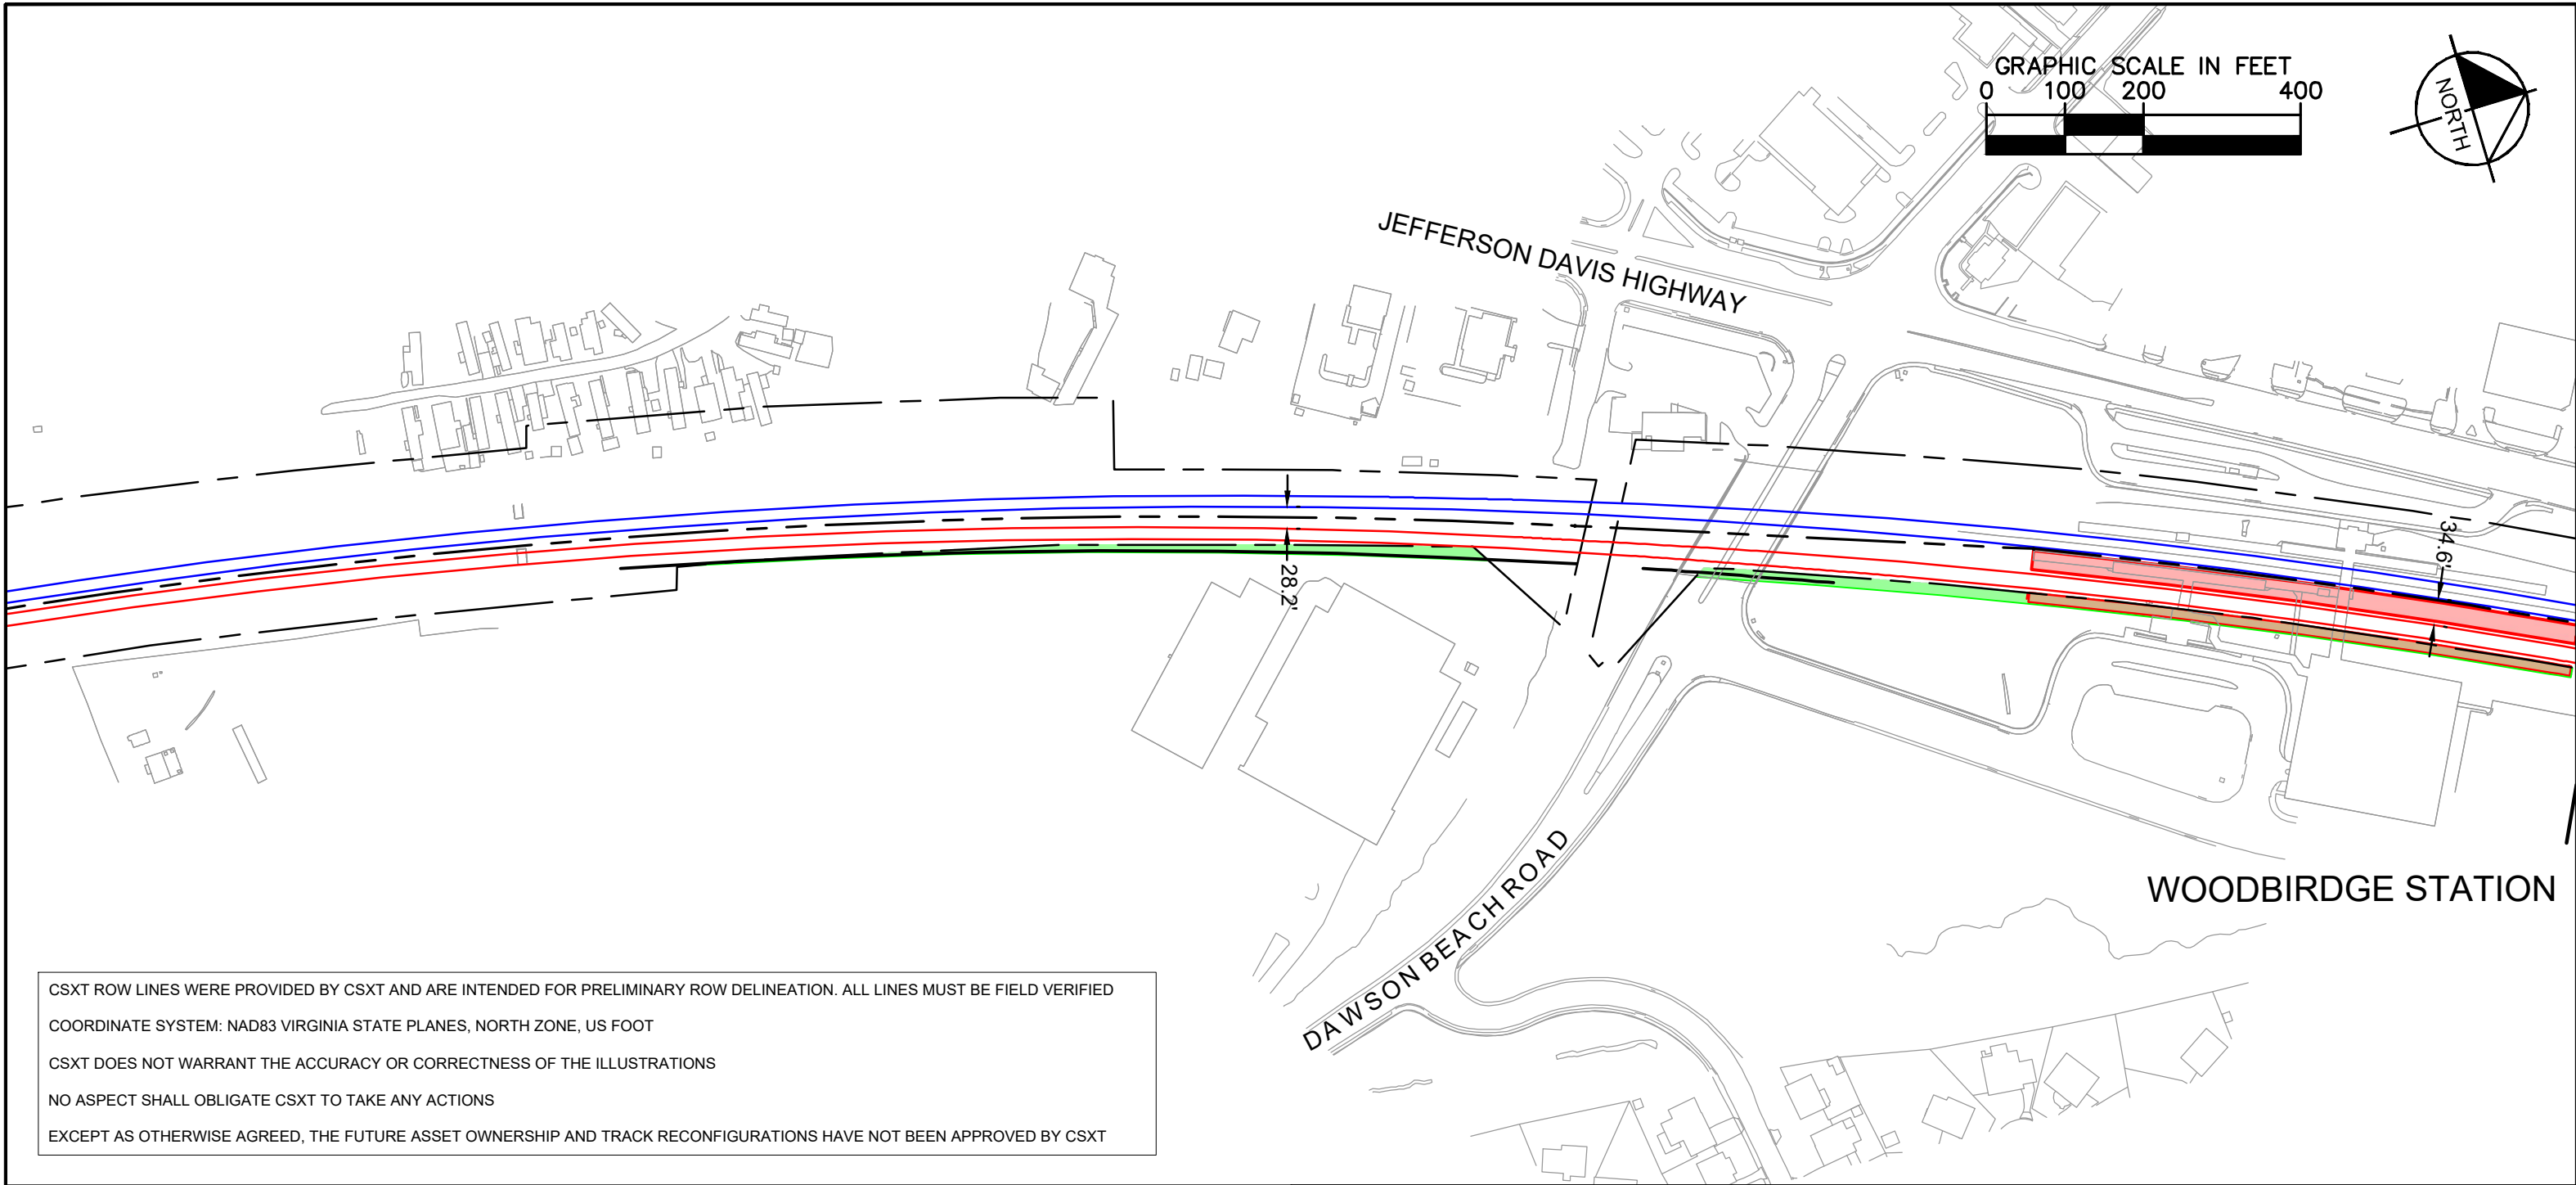 GRAPHIC SCALE IN FEET
0 100 200 400
NORTH
JEFFERSON DAVIS HIGHWAY
34.6'
28.2'
WOODBIRDGE STATION
DAWSON BEACH ROAD
CSXT ROW LINES WERE PROVIDED BY CSXT AND ARE INTENDED FOR PRELIMINARY ROW DELINEATION. ALL LINES MUST BE FIELD VERIFIED
COORDINATE SYSTEM: NAD83 VIRGINIA STATE PLANES, NORTH ZONE, US FOOT
CSXT DOES NOT WARRANT THE ACCURACY OR CORRECTNESS OF THE ILLUSTRATIONS
NO ASPECT SHALL OBLIGATE CSXT TO TAKE ANY ACTIONS
EXCEPT AS OTHERWISE AGREED, THE FUTURE ASSET OWNERSHIP AND TRACK RECONFIGURATIONS HAVE NOT BEEN APPROVED BY CSXT